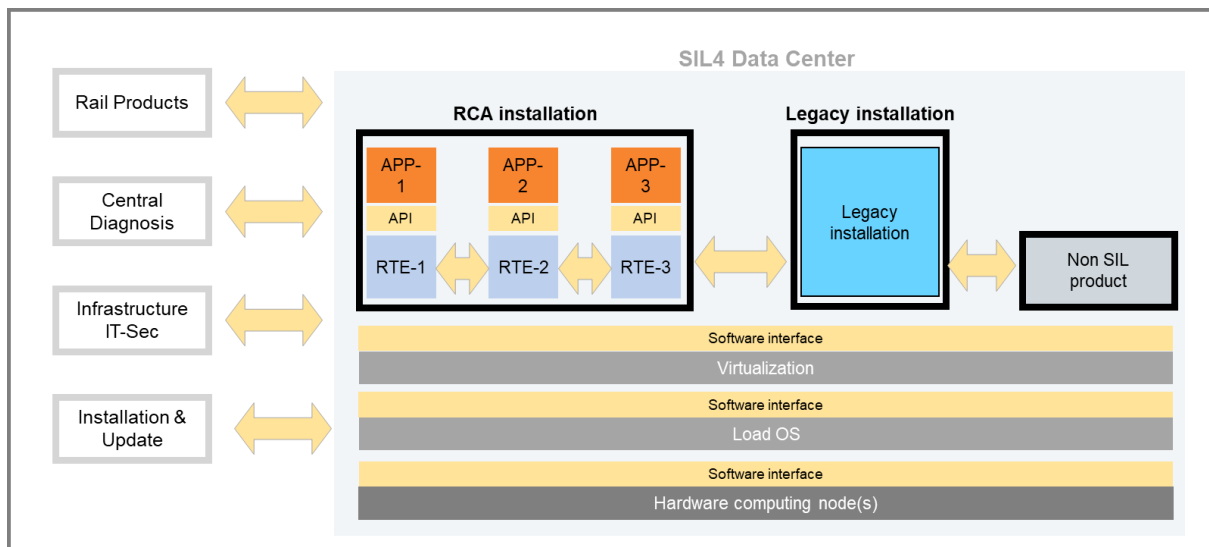 SIL4 Data Center
Rail Products
Central
Diagnosis
Infrastructure
IT-Sec
Installation &
Update
RCA installation
APP-
1
API
RTE-1
APP-
2
API
RTE-2
APP-
3
API
RTE-3
Legacy installation
Legacy
installation
Non SIL
product
Software interface
Virtualization
Software interface
Load OS
Software interface
Hardware computing node(s)